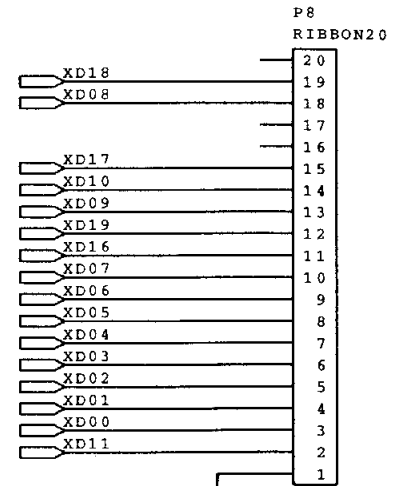 P8
RIBBON20
20
XD18 19
XD08 18
17
16
XD17 15
XD10 14
XD09 13
XD19 12
XD16 11
XD07 10
XD06 9
XD05 8
XD04 7
XD03 6
XD02 5
XD01 4
XD00 3
XD11 2
1